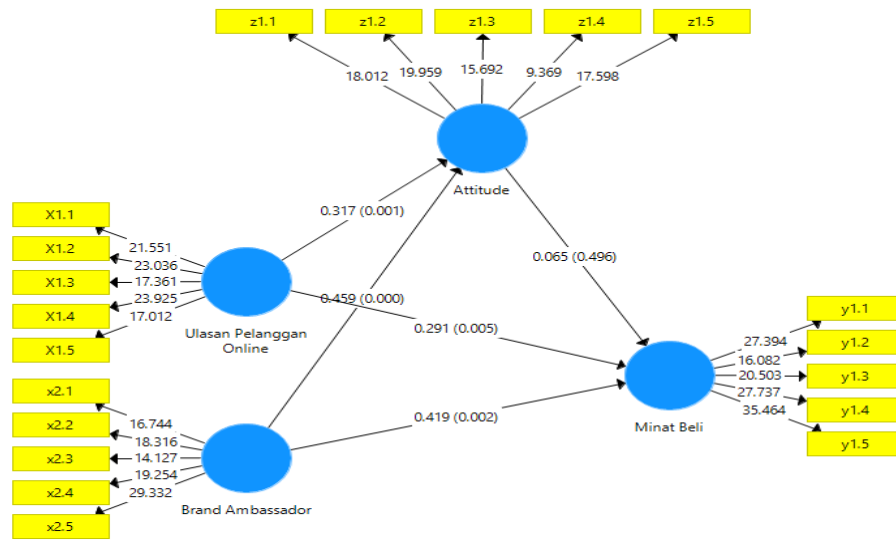 z1.1 z1.2 z1.3 z1.4 z1.5
18.012 19.959 15.692 9.369 17.598
Attitude
X1.1
X1.2
X1.3
X1.4
X1.5
21.551
23.036
17.361
23.925
17.012
Ulasan Pelanggan
Online
0.317 (0.001)
0.459 (0.000)
0.065 (0.496)
0.291 (0.005)
0.419 (0.002)
x2.1
x2.2
x2.3
x2.4
x2.5
16.744
18.316
14.127
19.254
29.332
Brand Ambassador
Minat Beli
27.394
16.082
20.503
27.737
35.464
y1.1
y1.2
y1.3
y1.4
y1.5